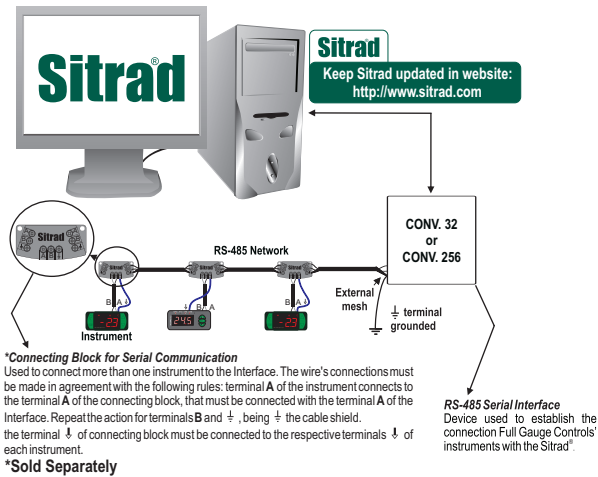 Sitrad®
Sitrad
Keep Sitrad updated in website:
http://www.sitrad.com
CONV. 32
or
CONV. 256
Sitrad
RS-485 Network
Sitrad
Sitrad
Sitrad
External
mesh
⏚ terminal
grounded
B A
B A
B A
-23
245
-23
Instrument
*Connecting Block for Serial Communication
Used to connect more than one instrument to the Interface. The wire's connections must
be made in agreement with the following rules: terminal A of the instrument connects to
the terminal A of the connecting block, that must be connected with the terminal A of the
Interface. Repeat the action for terminals B and ⏚ , being ⏚ the cable shield.
the terminal ⇩ of connecting block must be connected to the respective terminals ⇩ of
each instrument.
*Sold Separately
RS-485 Serial Interface
Device used to establish the
connection Full Gauge Controls'
instruments with the Sitrad®.